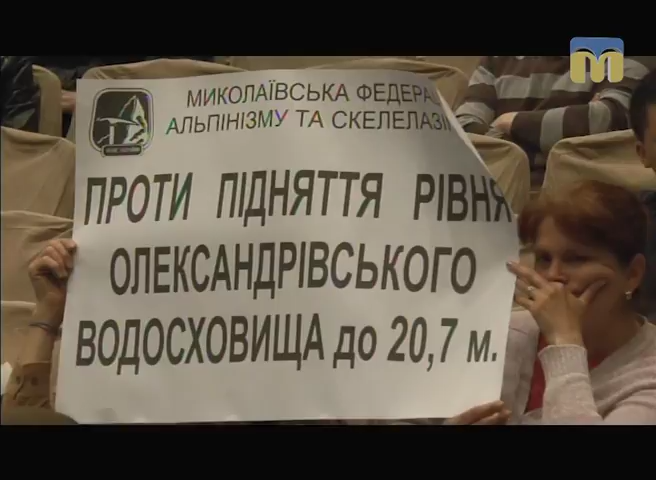 МИКОЛАЇВСЬКА ФЕДЕРА
АЛЬПІНІЗМУ ТА СКЕЛЕЛАЗІ
ПРОТИ ПІДНЯТТЯ РІВНЯ
ОЛЕКСАНДРІВСЬКОГО
ВОДОСХОВИЩА до 20,7 м.